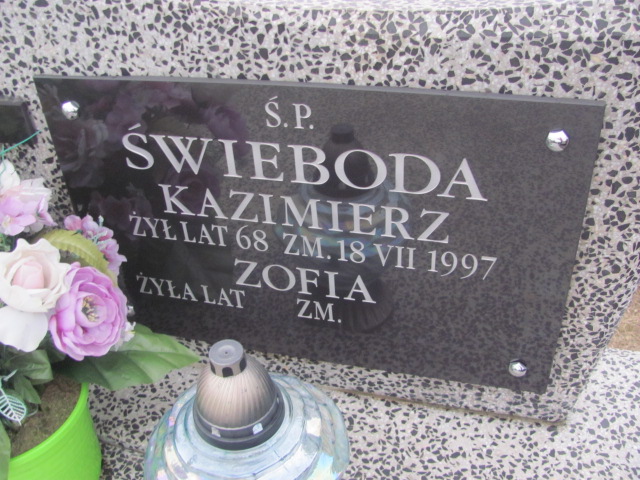 Ś.P.
ŚWIEBODA
KAZIMIERZ
ŻYŁ LAT 68 ZM. 18 VII 1997
ZOFIA
ŻYŁA LAT ZM.